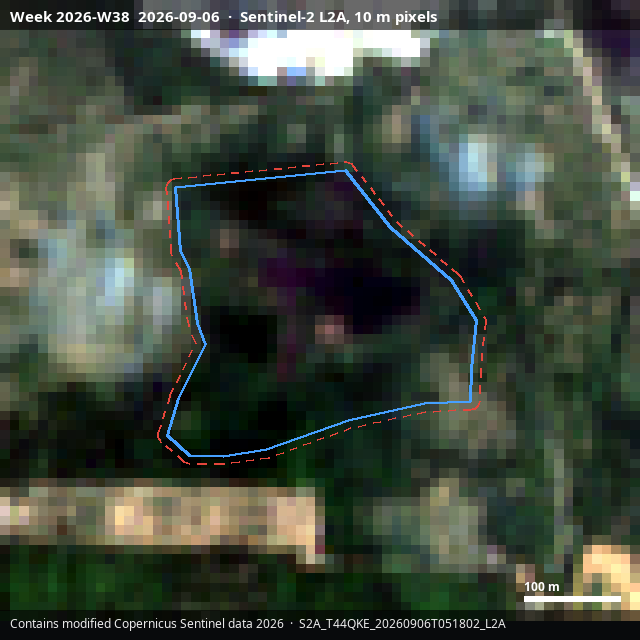 Week 2026-W38  2026-09-06  ·  Sentinel-2 L2A, 10 m pixels
100 m
Contains modified Copernicus Sentinel data 2026  ·  S2A_T44QKE_20260906T051802_L2A